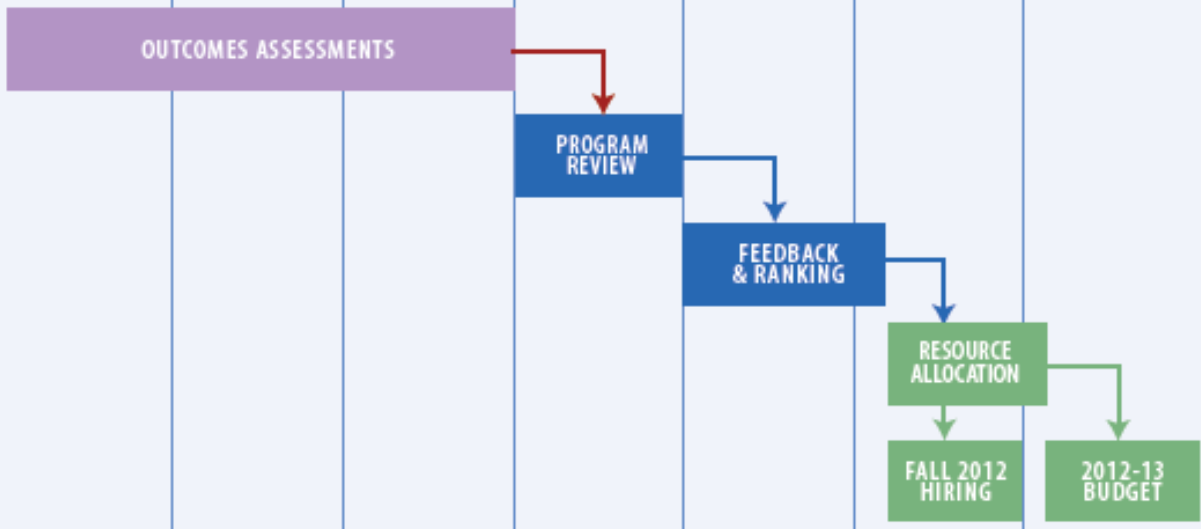 OUTCOMES ASSESSMENTS
PROGRAM
REVIEW
FEEDBACK
& RANKING
RESOURCE
ALLOCATION
FALL 2012
HIRING
2012-13
BUDGET